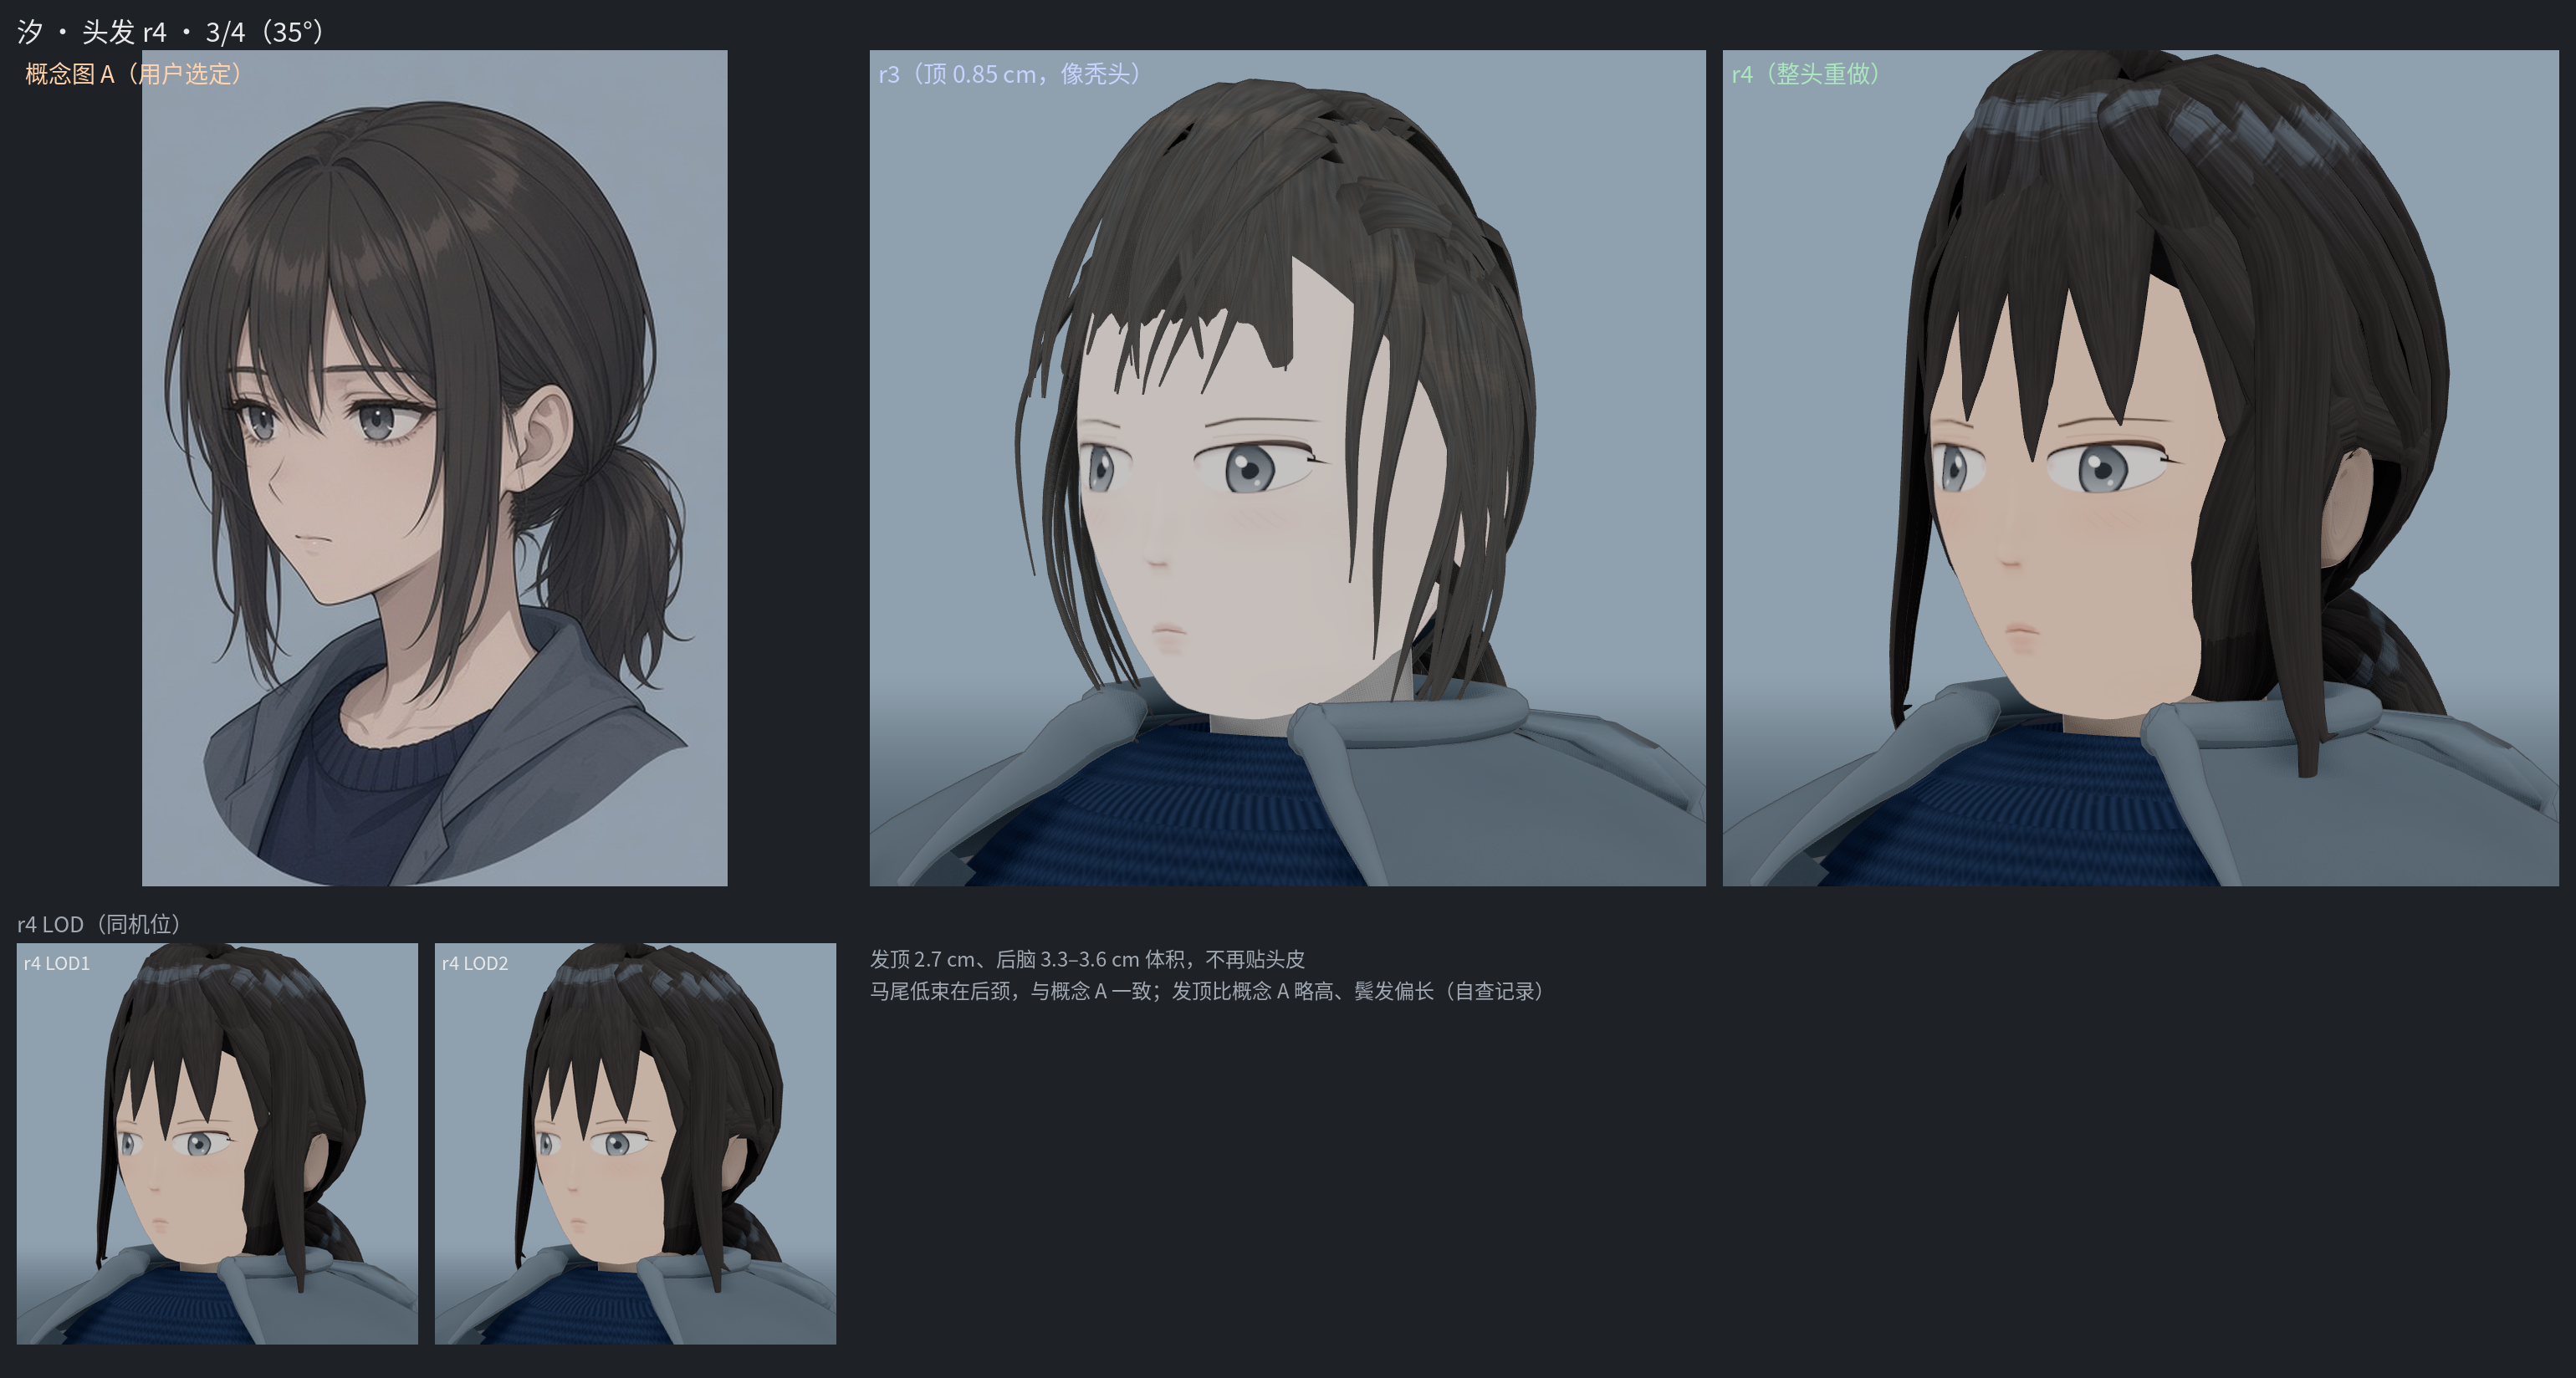 汐 · 头发 r4 · 3/4（35°）
概念图 A（用户选定）
r3（顶 0.85 cm，像秃头）
r4（整头重做）
r4 LOD（同机位）
r4 LOD1
r4 LOD2
发顶 2.7 cm、后脑 3.3–3.6 cm 体积，不再贴头皮
马尾低束在后颈，与概念 A 一致；发顶比概念 A 略高、鬓发偏长（自查记录）